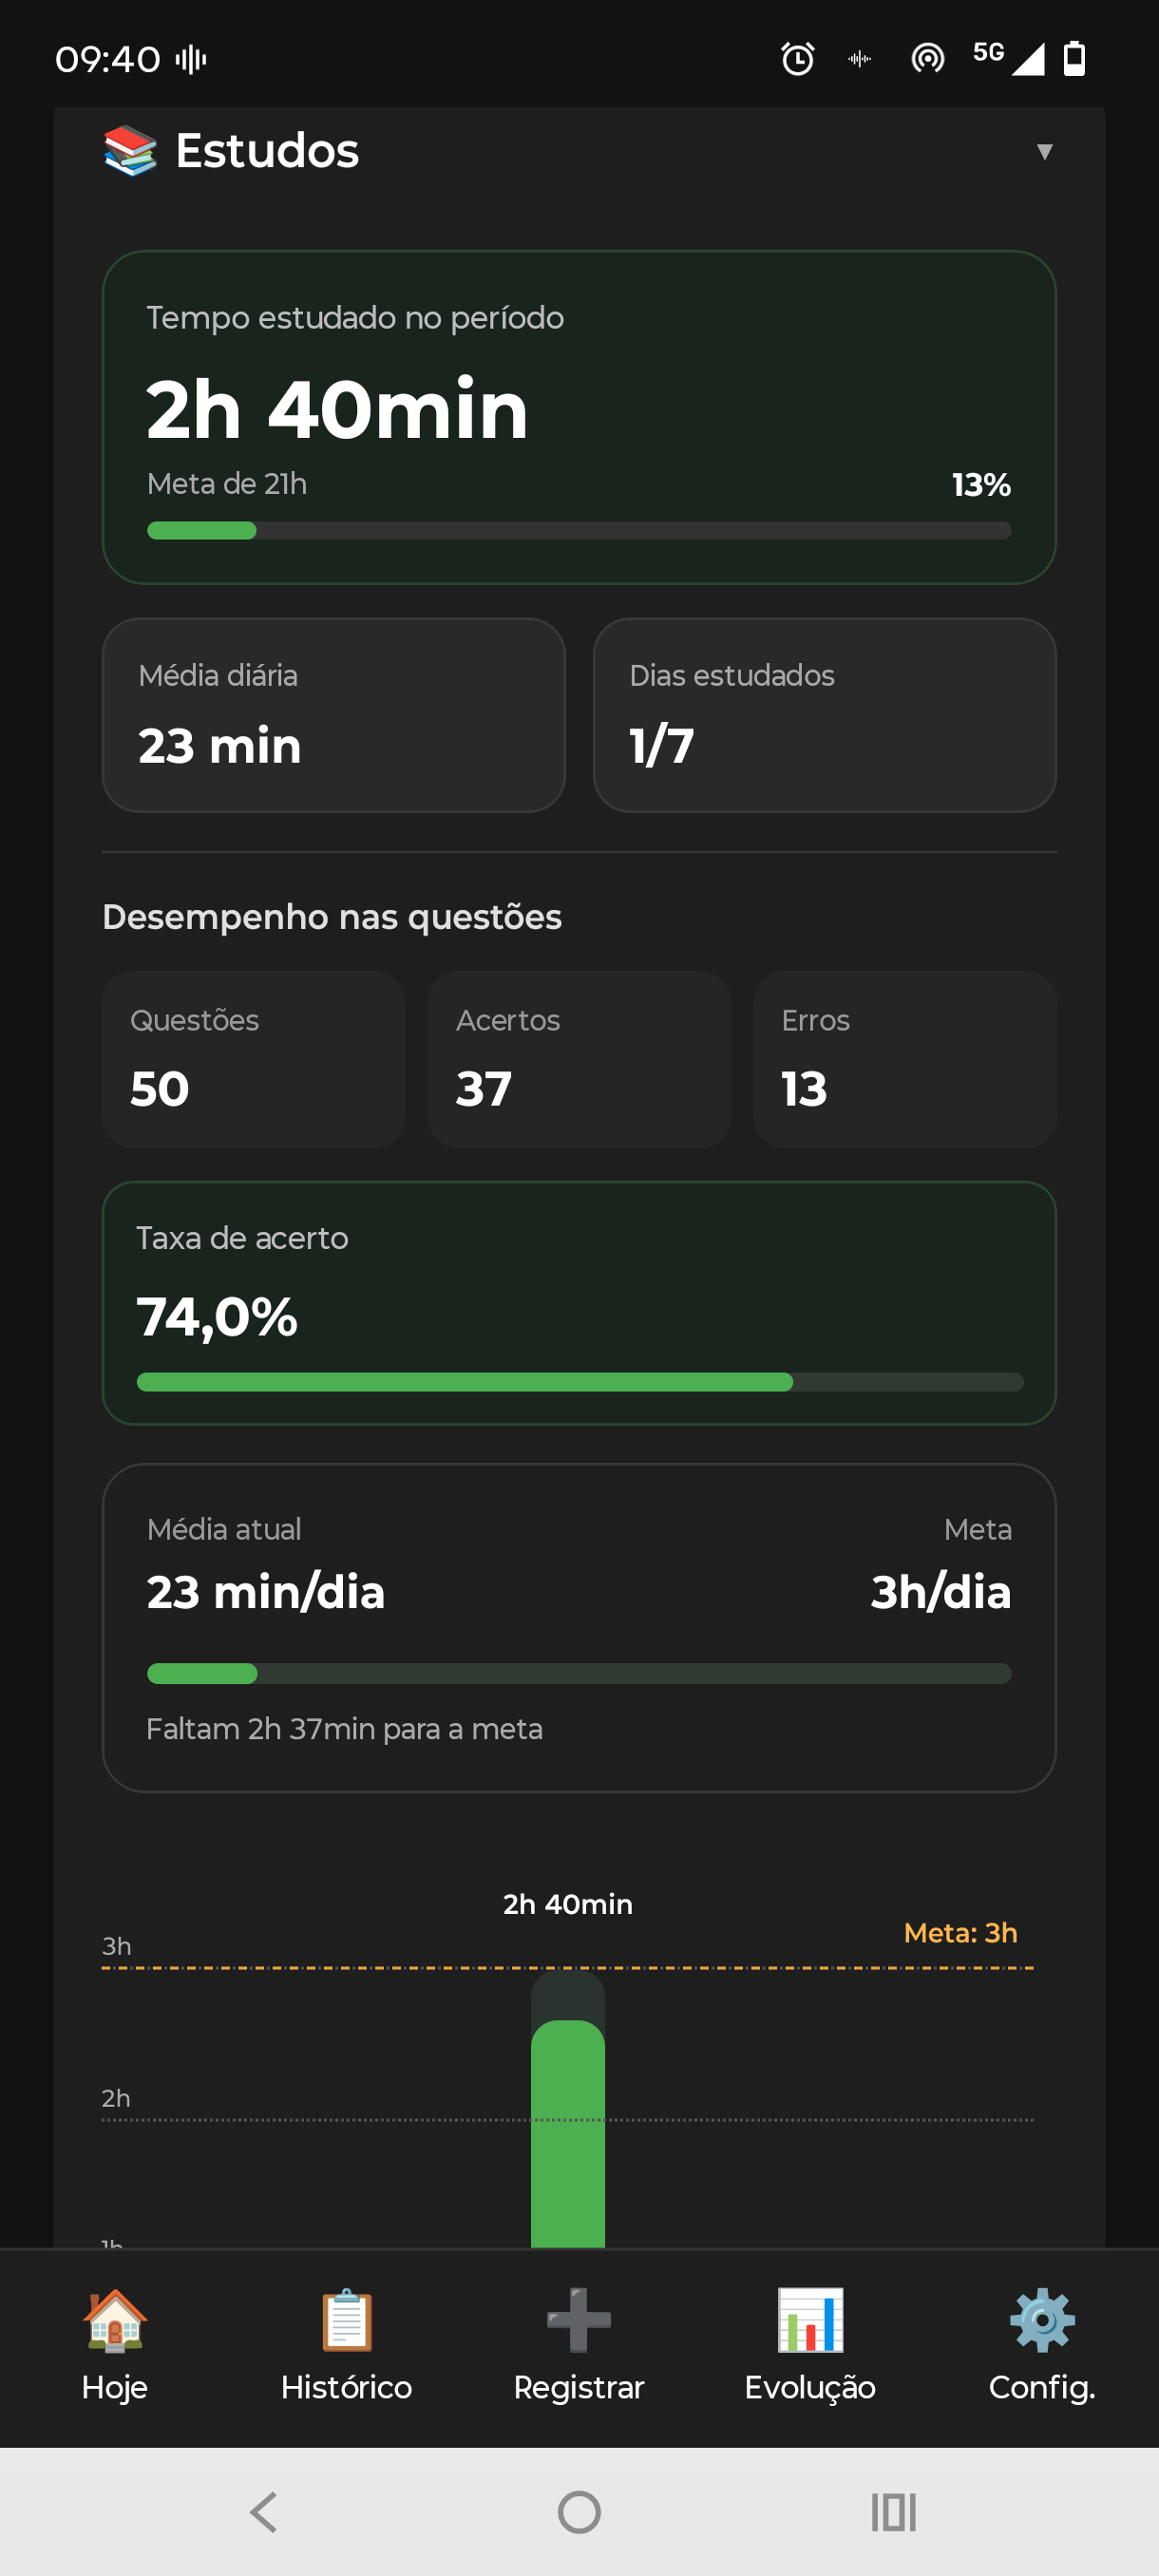 09:40
5G
Estudos
Tempo estudado no período
2h 40min
Meta de 21h 13%
Média diária
23 min
Dias estudados
1/7
Desempenho nas questões
Questões
50
Acertos
37
Erros
13
Taxa de acerto
74,0%
Média atual Meta
23 min/dia 3h/dia
Faltam 2h 37min para a meta
2h 40min
Meta: 3h
3h
2h
1h
Hoje
Histórico
Registrar
Evolução
Config.